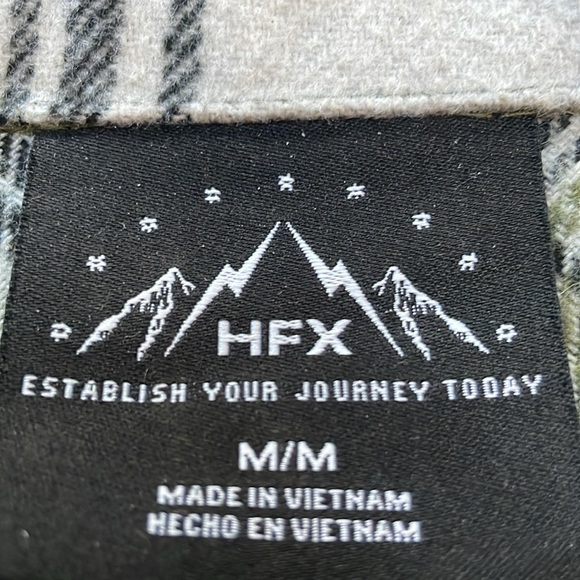 HFX
ESTABLISH YOUR JOURNEY TODAY
M/M
MADE IN VIETNAM
HECHO EN VIETNAM